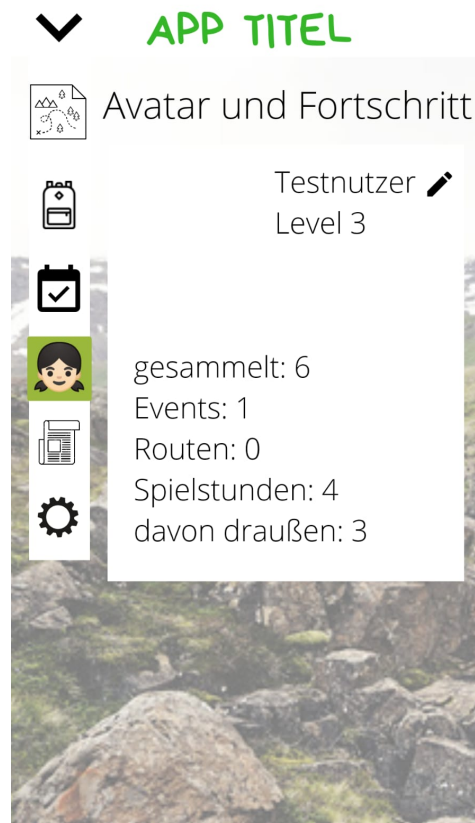 APP TITEL
Avatar und Fortschritt
Testnutzer
Level 3
gesammelt: 6
Events: 1
Routen: 0
Spielstunden: 4
davon draußen: 3